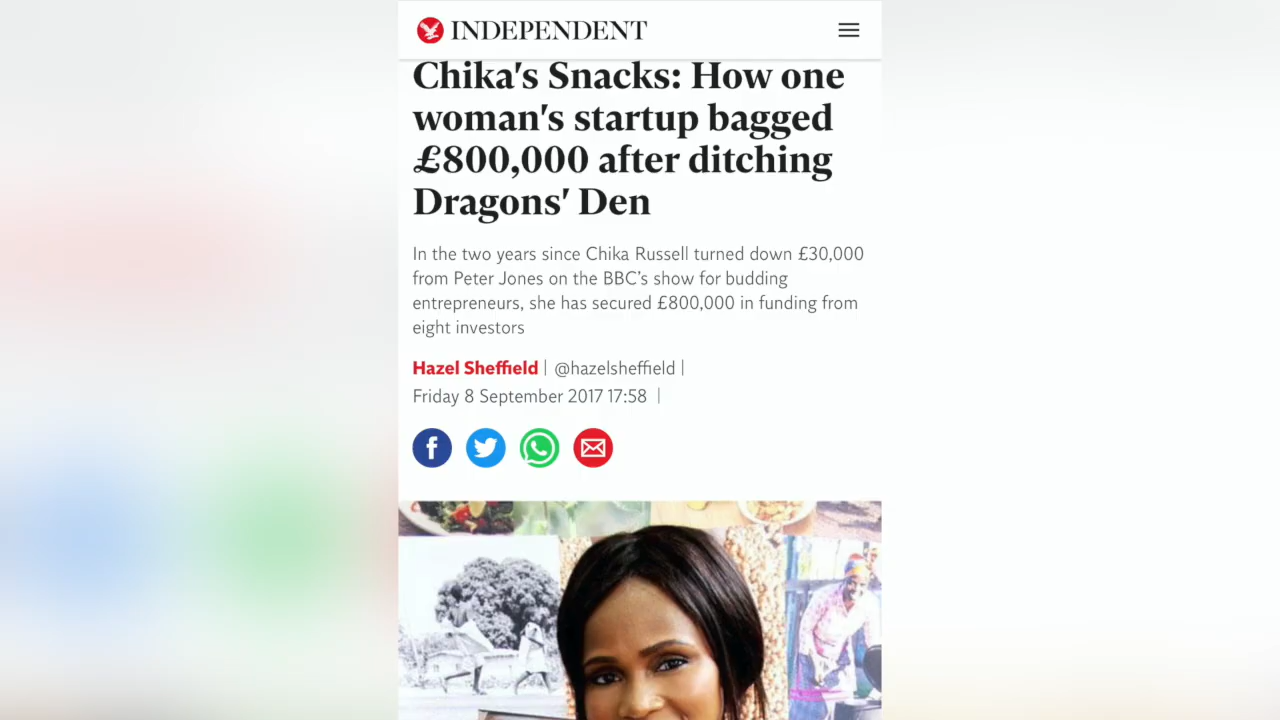 INDEPENDENT
Chika's Snacks: How one
woman's startup bagged
£800,000 after ditching
Dragons' Den
In the two years since Chika Russell turned down £30,000
from Peter Jones on the BBC's show for budding
entrepreneurs, she has secured £800,000 in funding from
eight investors
Hazel Sheffield | @hazelsheffield |
Friday 8 September 2017 17:58 |